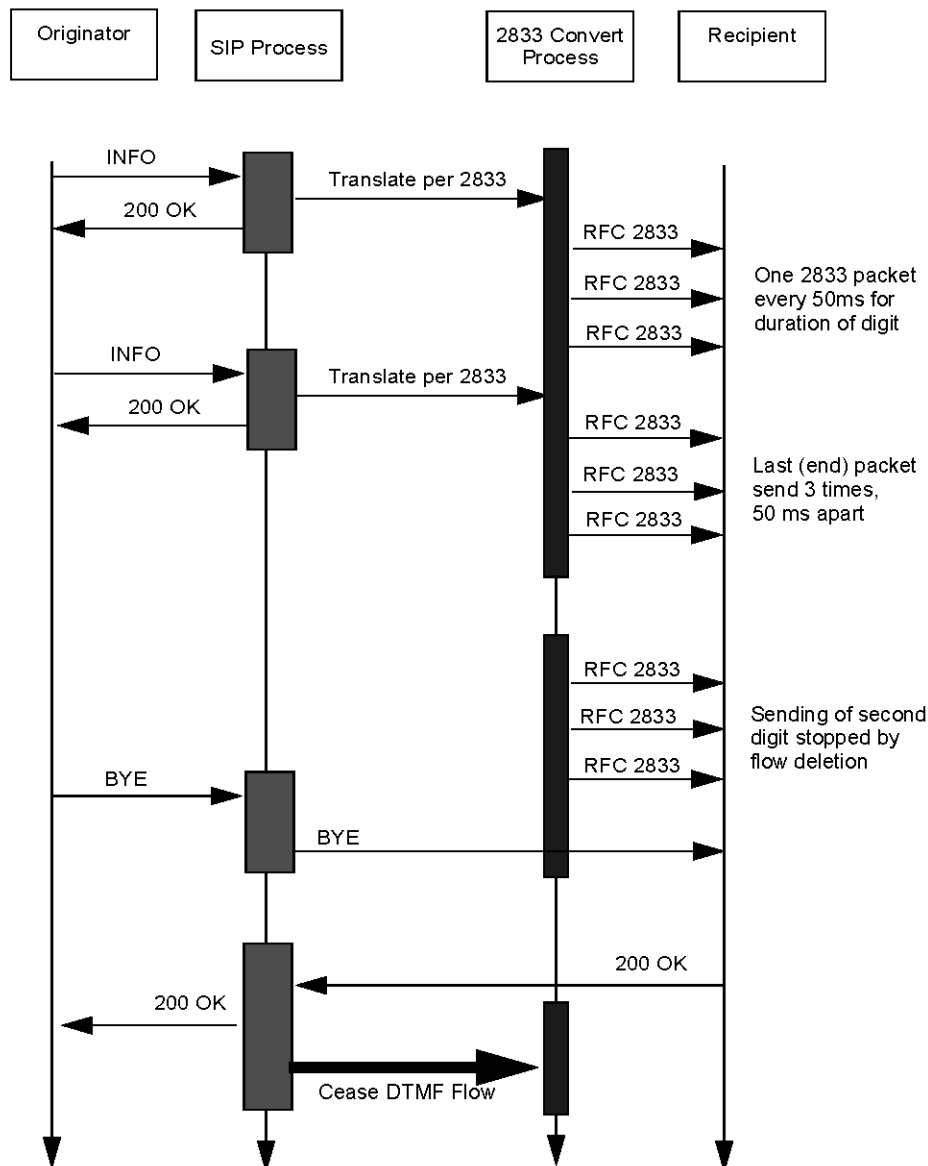 Originator
SIP Process
2833 Convert
Process
Recipient
INFO
Translate per 2833
200 OK
RFC 2833
RFC 2833
RFC 2833
One 2833 packet
every 50ms for
duration of digit
INFO
Translate per 2833
200 OK
RFC 2833
RFC 2833
RFC 2833
Last (end) packet
send 3 times,
50 ms apart
RFC 2833
RFC 2833
RFC 2833
Sending of second
digit stopped by
flow deletion
BYE
BYE
200 OK
200 OK
Cease DTMF Flow